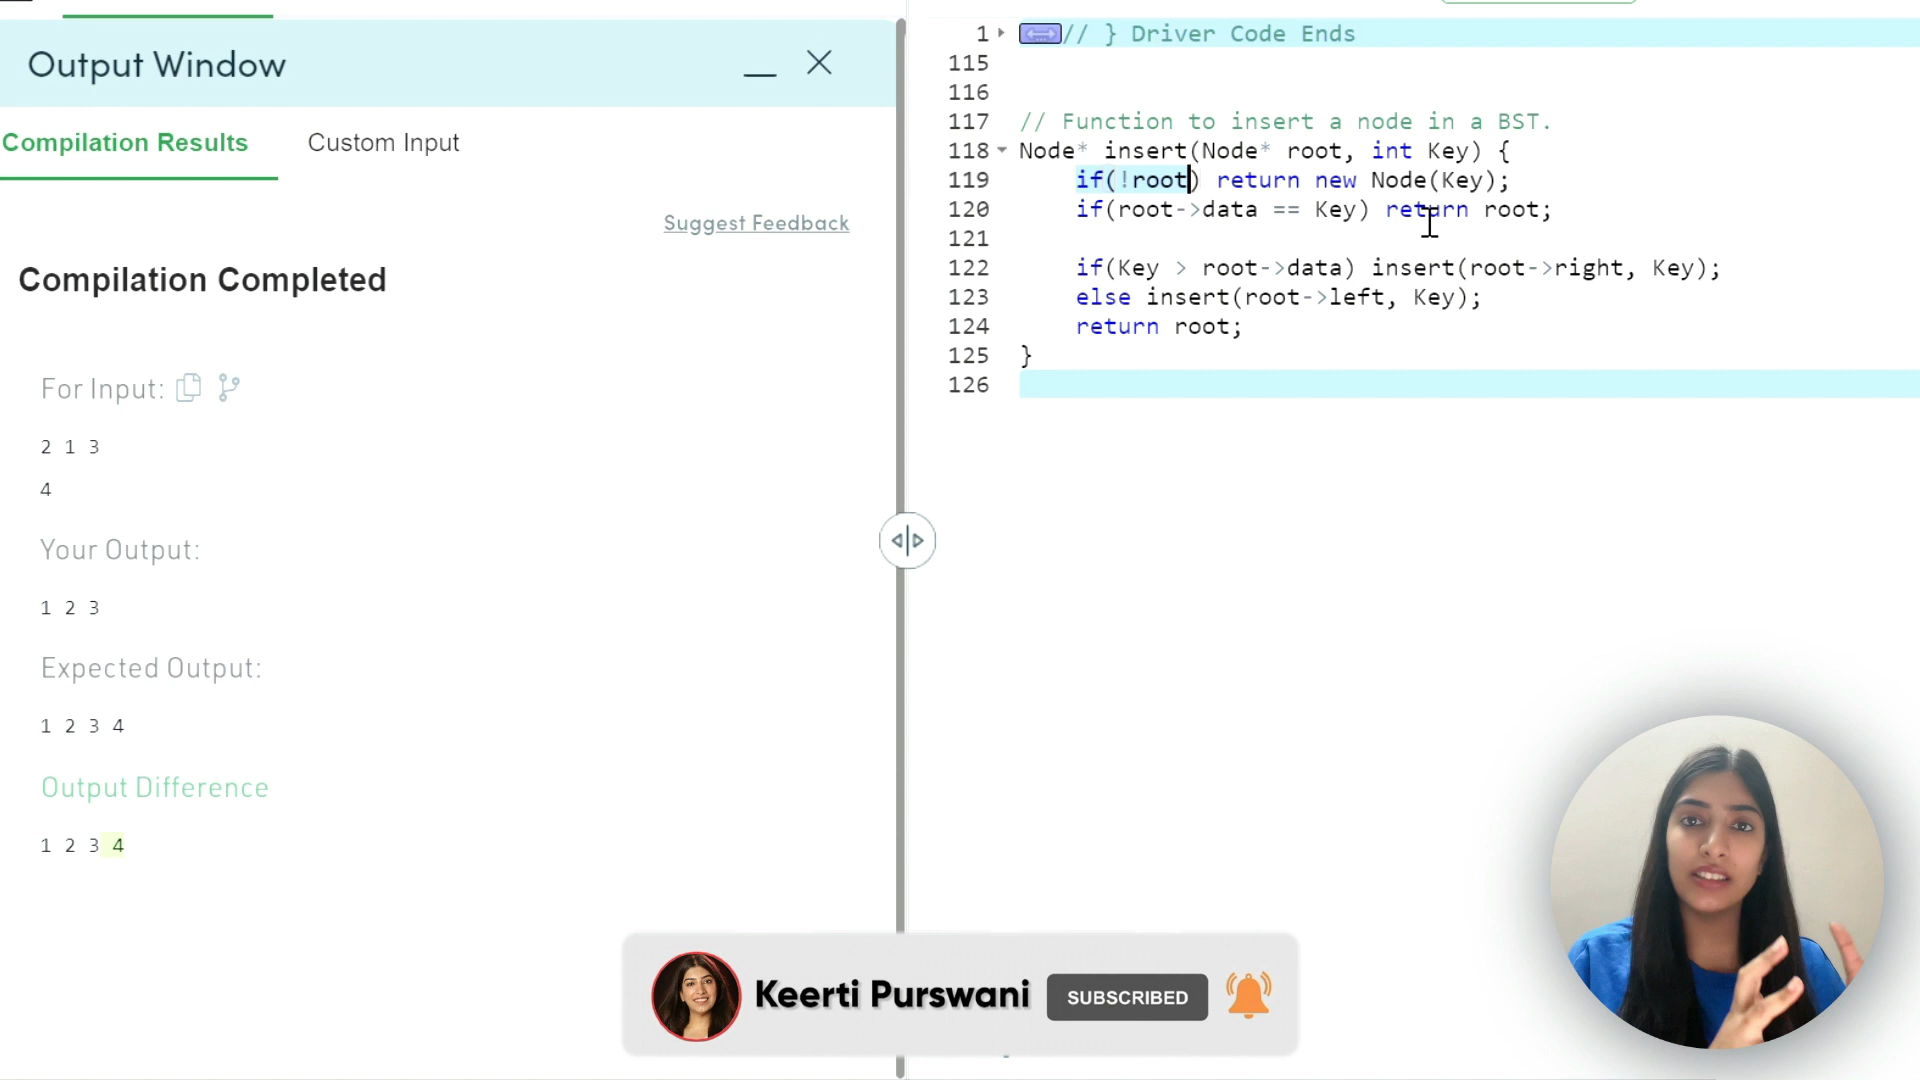 Output Window
Compilation Results
Custom Input
Suggest Feedback
Compilation Completed
For Input:
2 1 3
4
Your Output:
1 2 3
Expected Output:
1 2 3 4
Output Difference
1 2 3 4
1 // } Driver Code Ends
115
116
117 // Function to insert a node in a BST.
118 Node* insert(Node* root, int Key) {
119 if(!root) return new Node(Key);
120 if(root->data == Key) return root;
121
122 if(Key > root->data) insert(root->right, Key);
123 else insert(root->left, Key);
124 return root;
125 }
126
Keerti Purswani
SUBSCRIBED